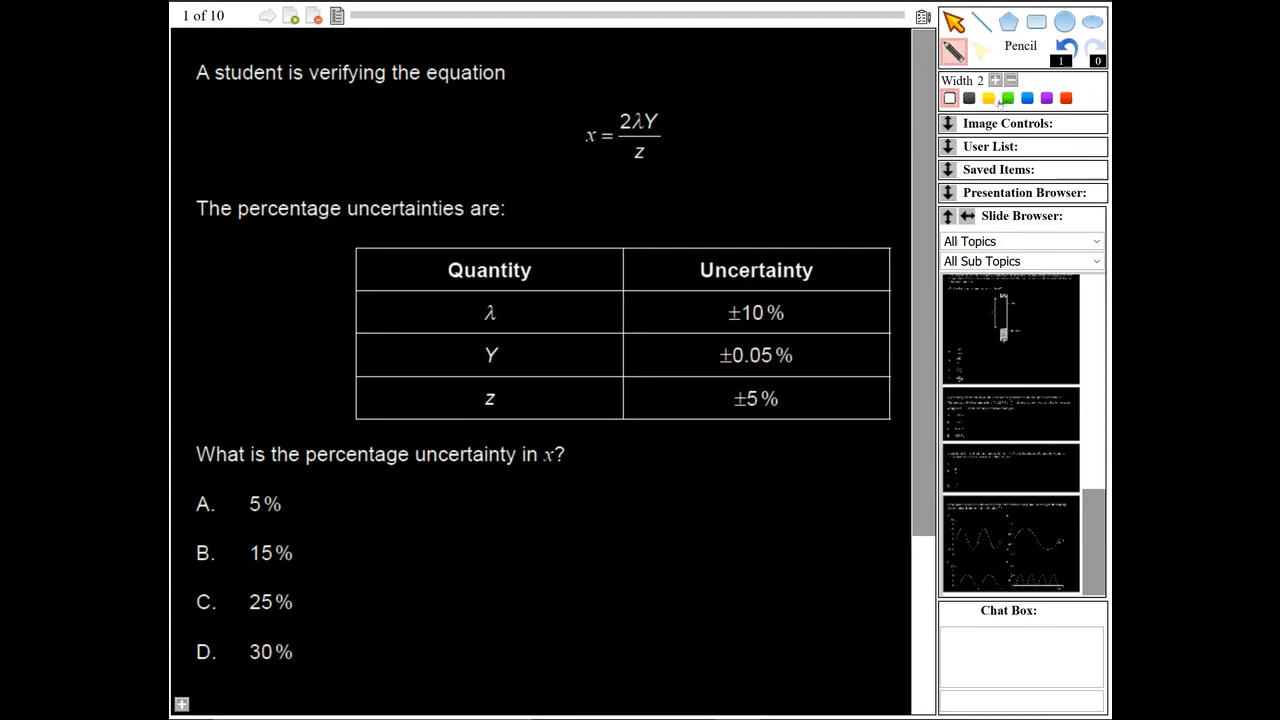 1 of 10
A student is verifying the equation
x = 2λY
z
The percentage uncertainties are:
Quantity Uncertainty
λ ±10%
Y ±0.05%
z ±5%
What is the percentage uncertainty in x?
A. 5%
B. 15%
C. 25%
D. 30%
Pencil
1 0
Width 2
Image Controls:
User List:
Saved Items:
Presentation Browser:
Slide Browser:
All Topics
All Sub Topics
Chat Box: